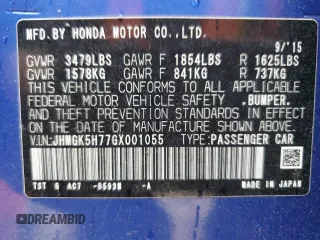 MFD.BY HONDA MOTOR CO.,LTD.
9/'15
GVWR 3479LBS GAWR F 1854LBS R 1625LBS
GVWR 1578KG GAWR F 841KG R 737KG
THIS VEHICLE CONFORMS TO ALL APPLICABLE
FEDERAL MOTOR VEHICLE SAFETY, BUMPER,
AND THEFT PREVENTION STANDARDS IN EFFECT
ON THE DATE OF MANUFACTURE SHOWN ABOVE.
V.I.N:JHMGK5H77GX001055 TYPE:PASSENGER CAR
-A MADE IN JAPAN
DREAMBID